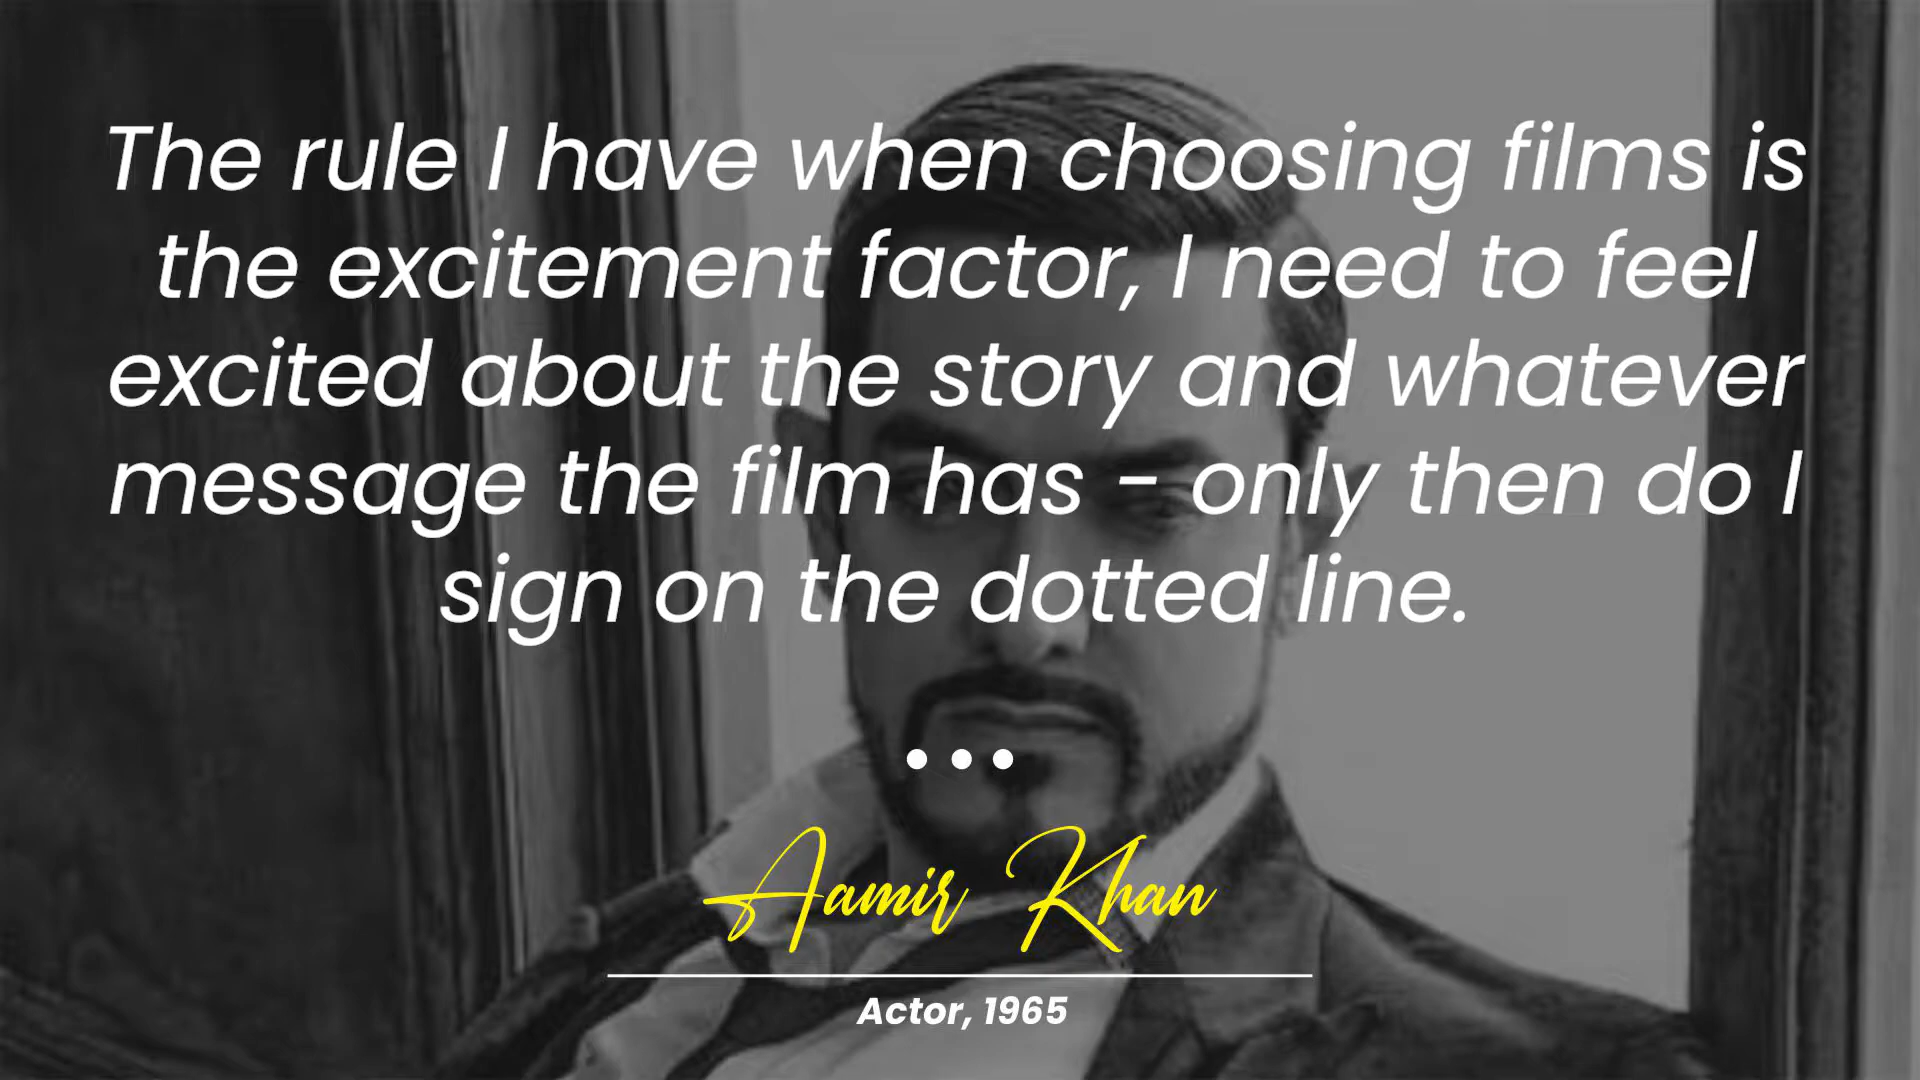 The rule I have when choosing films is
the excitement factor, I need to feel
excited about the story and whatever
message the film has - only then do I
sign on the dotted line.
Aamir Khan
Actor, 1965